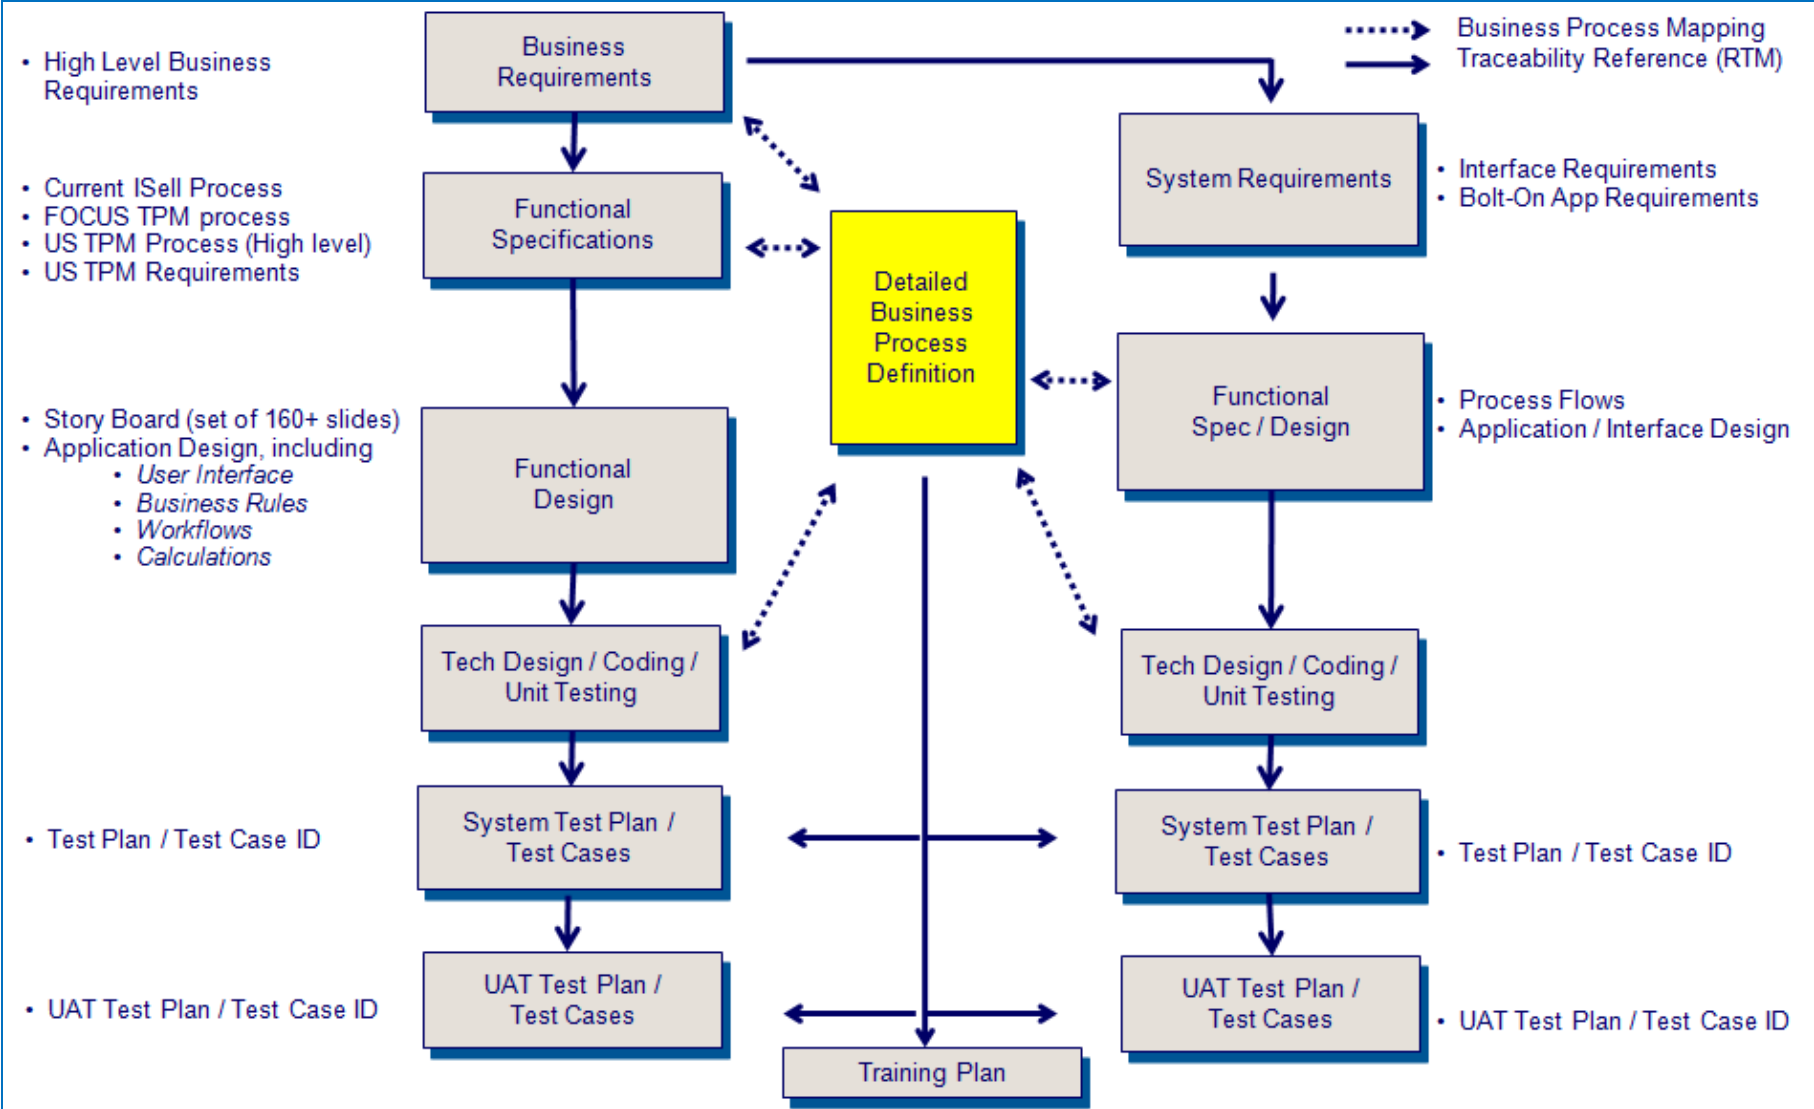 Business
Requirements
Business Process Mapping
Traceability Reference (RTM)
• High Level Business
Requirements
System Requirements
• Interface Requirements
• Bolt-On App Requirements
• Current ISell Process
• FOCUS TPM process
• US TPM Process (High level)
• US TPM Requirements
Functional
Specifications
Detailed
Business
Process
Definition
Functional
Spec / Design
• Process Flows
• Application / Interface Design
• Story Board (set of 160+ slides)
• Application Design, including
• User Interface
• Business Rules
• Workflows
• Calculations
Functional
Design
Tech Design / Coding /
Unit Testing
Tech Design / Coding /
Unit Testing
• Test Plan / Test Case ID
System Test Plan /
Test Cases
System Test Plan /
Test Cases
• Test Plan / Test Case ID
• UAT Test Plan / Test Case ID
UAT Test Plan /
Test Cases
UAT Test Plan /
Test Cases
• UAT Test Plan / Test Case ID
Training Plan